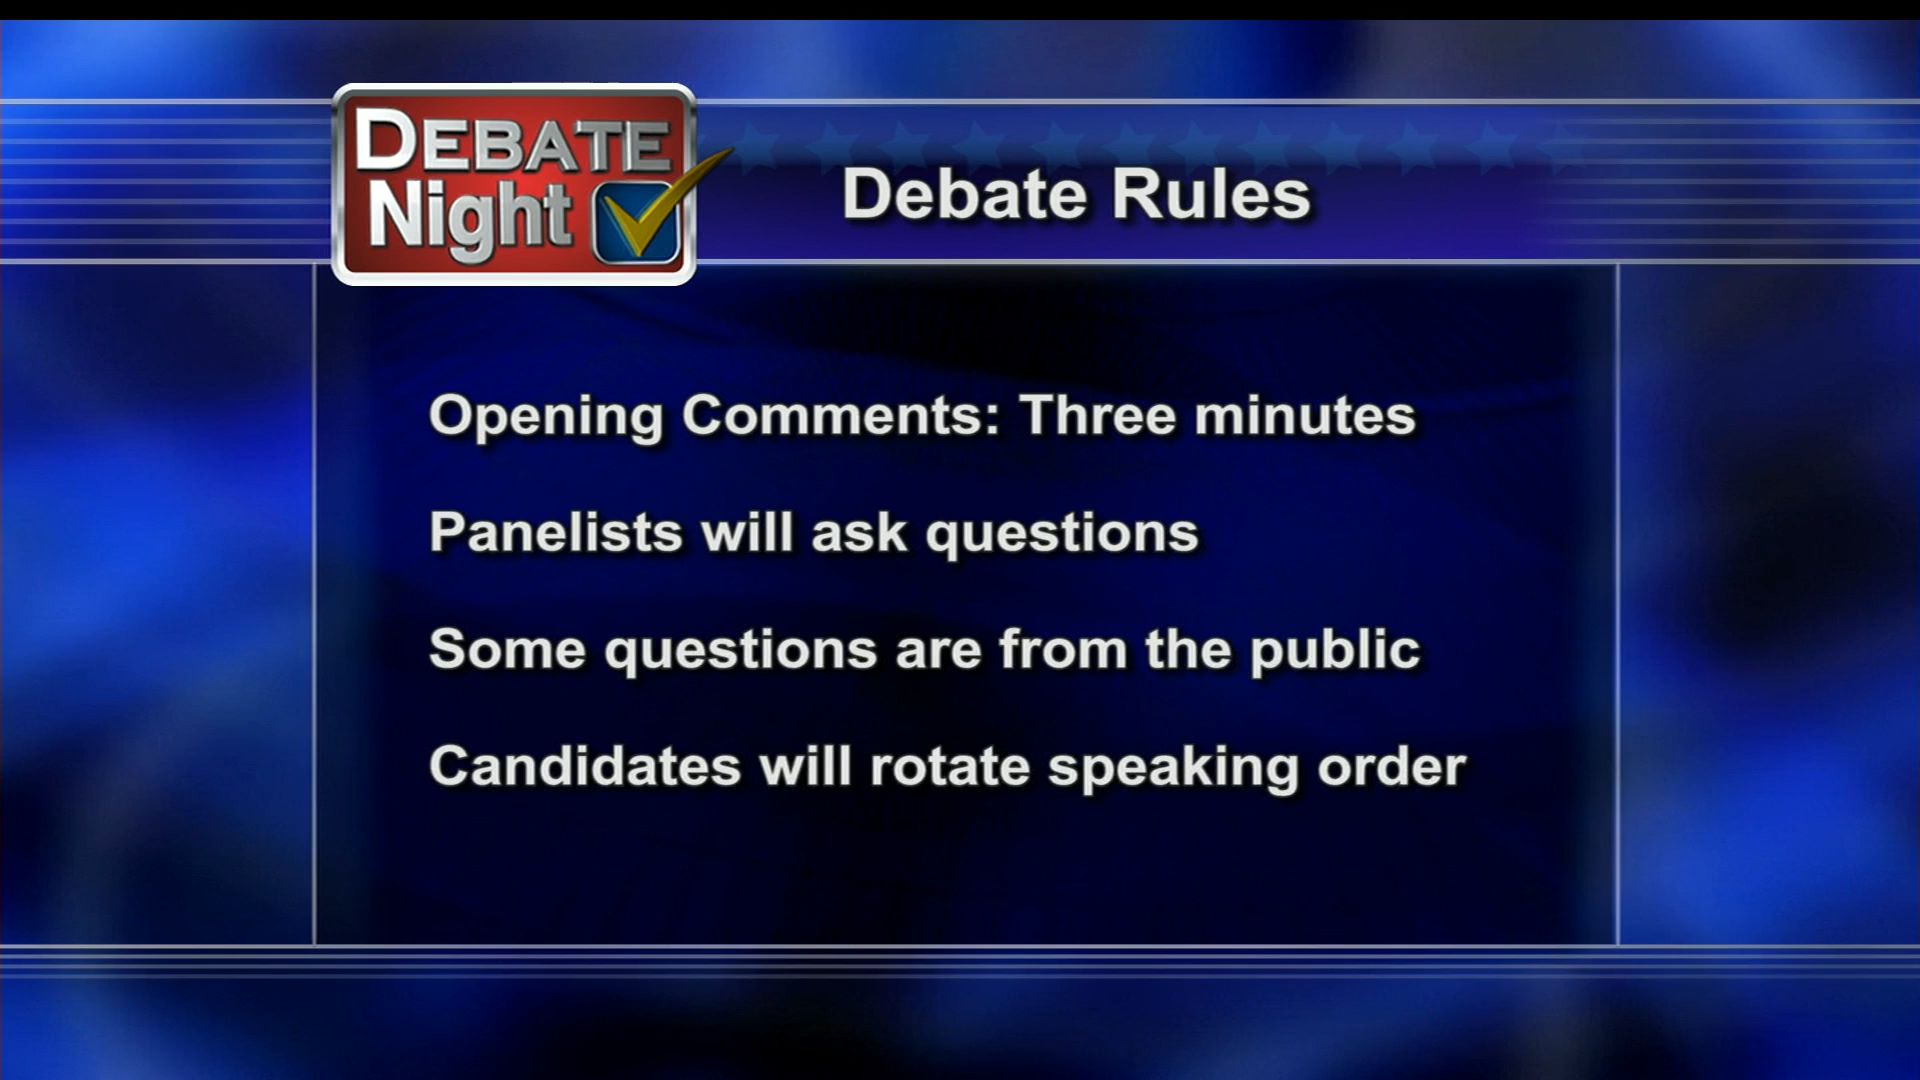 DEBATE
Night
Debate Rules
Opening Comments: Three minutes
Panelists will ask questions
Some questions are from the public
Candidates will rotate speaking order